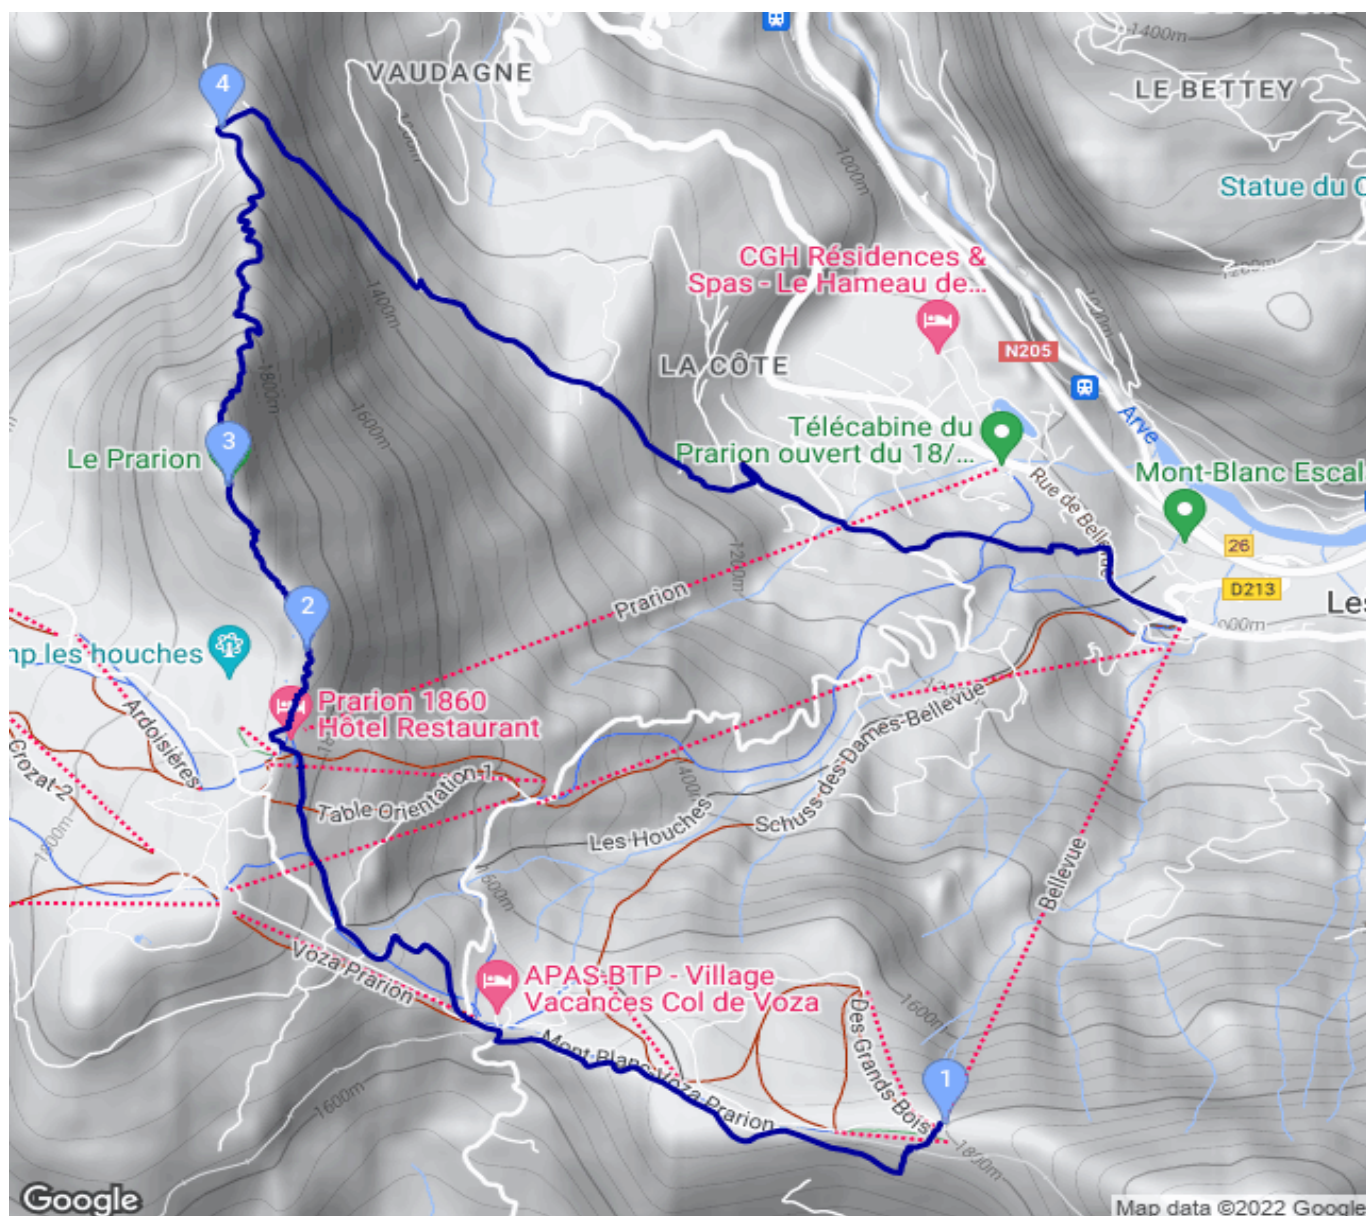 1400m
VAUDAGNE
LE BETTEY
4
1000m
Statue du C
CGH Résidences &
Spas - Le Hameau de...
1400m
N205
LA CÔTE
1800m
1600m
Arve
Télécabine du
Prarion ouvert du 18/...
3
Le Prarion
Mont-Blanc Escal
Rue de Bellevue
26
D213
1200m
Prarion
Les
2
mp les houches
Prarion 1860
Hôtel Restaurant
Ardoisières
Crozat 2
Table Orientation 1
Schuss des Dames-Bellevue
Les Houches
Bellevue
1600m
Voza Prarion
APAS-BTP - Village
Vacances Col de Voza
Mont-Blanc-Voza Prarion
Des Grands Bois
1600m
1
1600m
1800m
Google
Map data ©2022 Google